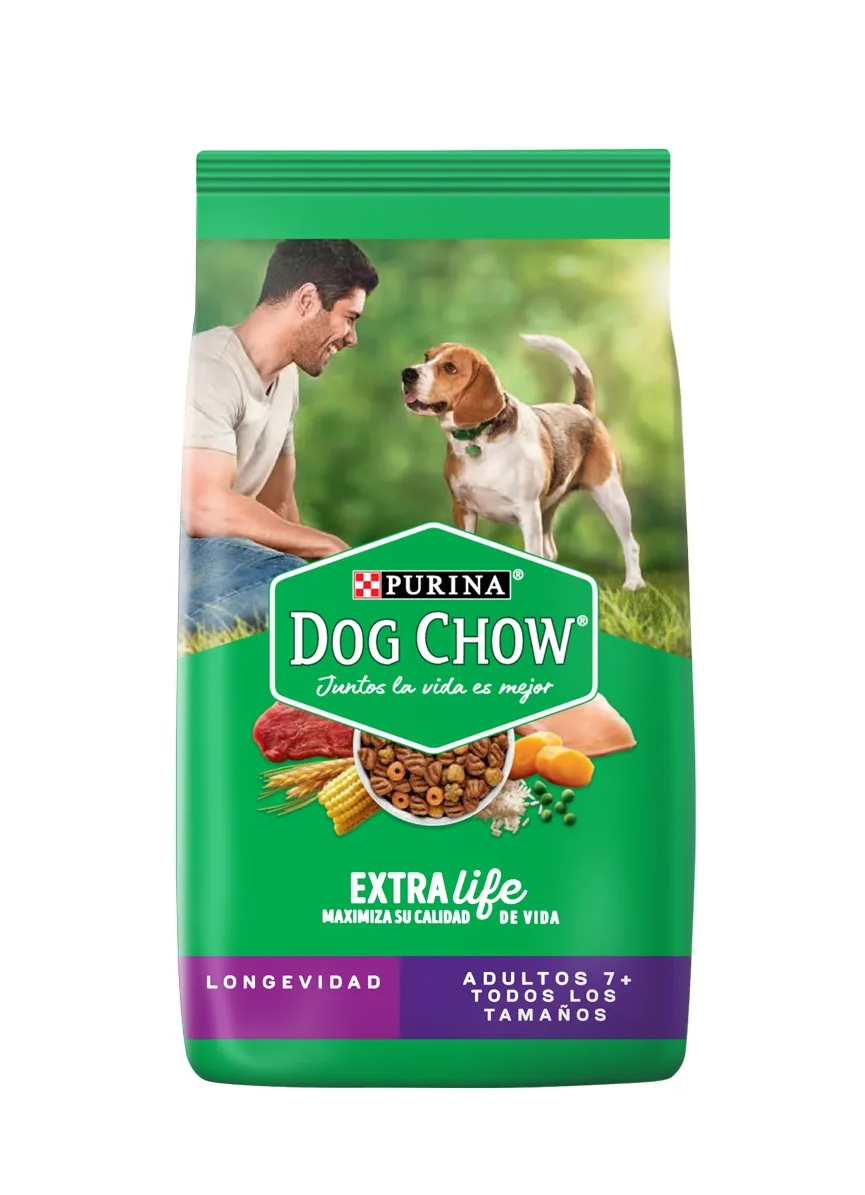 PURINA®
DOG CHOW®
Juntos la vida es mejor
EXTRA life
MAXIMIZA SU CALIDAD DE VIDA
LONGEVIDAD
ADULTOS 7+
TODOS LOS
TAMAÑOS